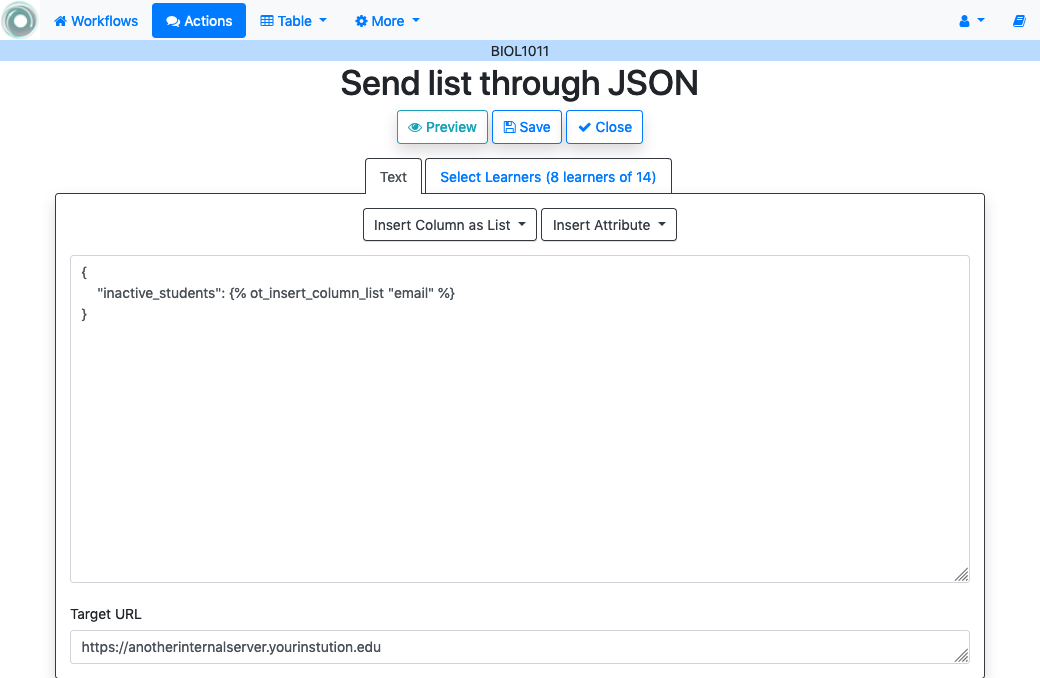 Workflows Actions Table More
BIOL1011
Send list through JSON
Preview Save Close
Text Select Learners (8 learners of 14)
Insert Column as List Insert Attribute
{
"inactive_students": {% ot_insert_column_list "email" %}
}
Target URL
https://anotherinternalserver.yourinstution.edu